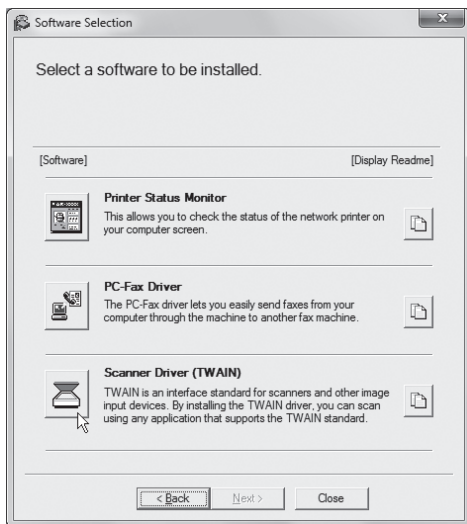 Software Selection
X
Select a software to be installed.
[Software] [Display Readme]
Printer Status Monitor
This allows you to check the status of the network printer on
your computer screen.
PC-Fax Driver
The PC-Fax driver lets you easily send faxes from your
computer through the machine to another fax machine.
Scanner Driver (TWAIN)
TWAIN is an interface standard for scanners and other image
input devices. By installing the TWAIN driver, you can scan
using any application that supports the TWAIN standard.
< Back Next > Close